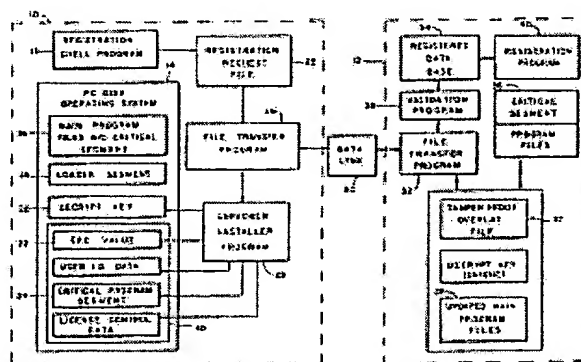 REGISTRATION
SHELL PROGRAM
REGISTRATION
REQUEST
FILE
PC DISK
OPERATING SYSTEM
MAIN PROGRAM
FILES AND CRITICAL
SEGMENT
LOADER SEGMENT
DECRYPT KEY
CRC VALUE
USER I.D. DATA
CRITICAL PROGRAM
SEGMENT
LICENSE CONTROL
DATA
FILE TRANSFER
PROGRAM
INSTALLER
PROGRAM
DATA
LINK
REGISTERED
DATA
BASE
REGISTRATION
PROGRAM
VALIDATION
PROGRAM
CRITICAL
SEGMENT
PROGRAM
FILES
FILE
TRANSFER
PROGRAM
TAMPERPROOF
OVERLAY
FILE
DECRYPT KEY
UPDATED MAIN
PROGRAM
FILES